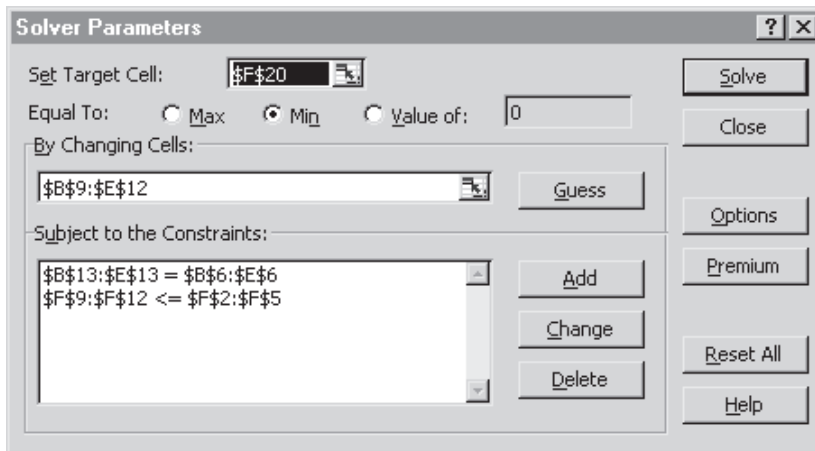 Solver Parameters
? ×
Set Target Cell: $F$20 Solve
Equal To: Max Min Value of: 0
Close
By Changing Cells:
$B$9:$E$12 Guess
Options
Subject to the Constraints:
$B$13:$E$13 = $B$6:$E$6
$F$9:$F$12 <= $F$2:$F$5
Add
Premium
Change
Reset All
Delete
Help